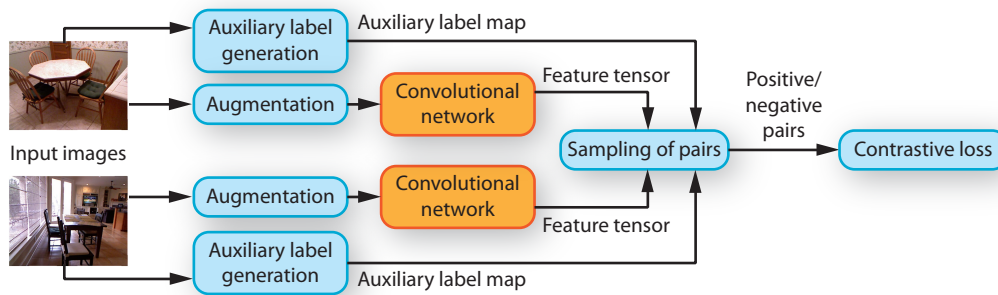 Auxiliary label
generation
Auxiliary label map
Augmentation
Convolutional
network
Feature tensor
Input images
Sampling of pairs
Positive/
negative
pairs
Contrastive loss
Augmentation
Convolutional
network
Feature tensor
Auxiliary label
generation
Auxiliary label map